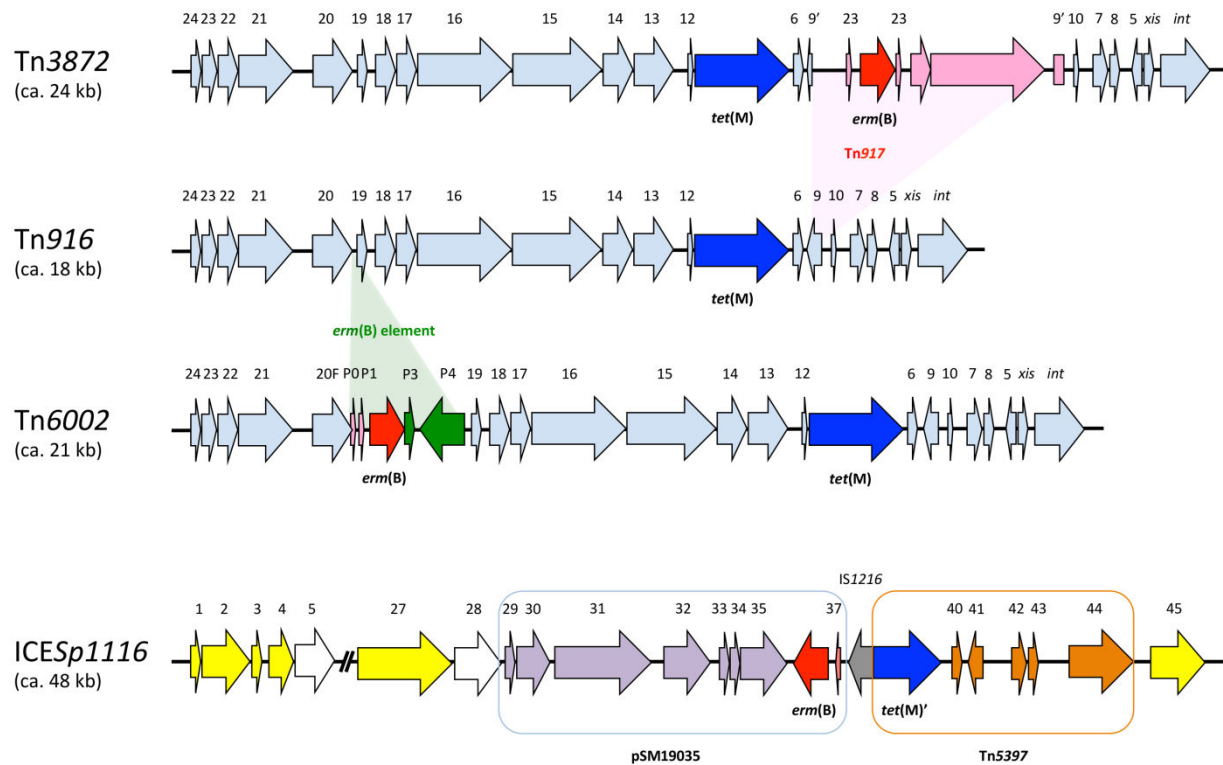 24 23 22 21 20 19 18 17 16 15 14 13 12 6 9' 23 23 9' 10 7 8 5 xis int
Tn3872
(ca. 24 kb)
tet(M) erm(B)
Tn917
24 23 22 21 20 19 18 17 16 15 14 13 12 6 9 10 7 8 5 xis int
Tn916
(ca. 18 kb)
tet(M)
erm(B) element
24 23 22 21 20F P0 P1 P3 P4 19 18 17 16 15 14 13 12 6 9 10 7 8 5 xis int
Tn6002
(ca. 21 kb)
erm(B) tet(M)
IS1216
1 2 3 4 5 27 28 29 30 31 32 33 34 35 37 40 41 42 43 44 45
ICESp1116
(ca. 48 kb)
erm(B) tet(M)'
pSM19035 Tn5397